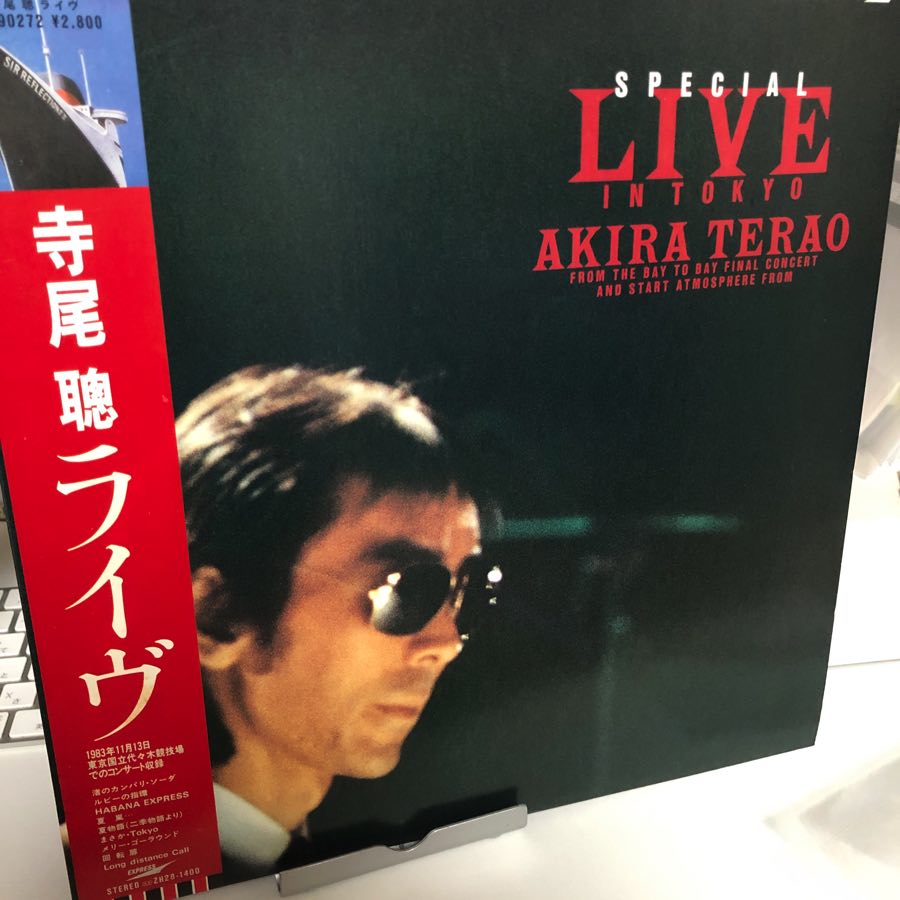 尾聰ライヴ
90272 ¥2,800
SIR REFLECTIONS
寺尾聰ライヴ
1983年11月13日
東京国立代々木競技場
でのコンサート収録
渚のカンパリ・ソーダ
ルビーの指環
HABANA EXPRESS
夏嵐…
夏物語(二季物語より)
まさか・Tokyo
メリー・ゴーラウンド
回転扉
Long distance Call
EXPRESS
STEREO ZH28-1400
SPECIAL
LIVE
IN TOKYO
AKIRA TERAO
FROM THE BAY TO BAY FINAL CONCERT
AND START ATMOSPHERE FROM